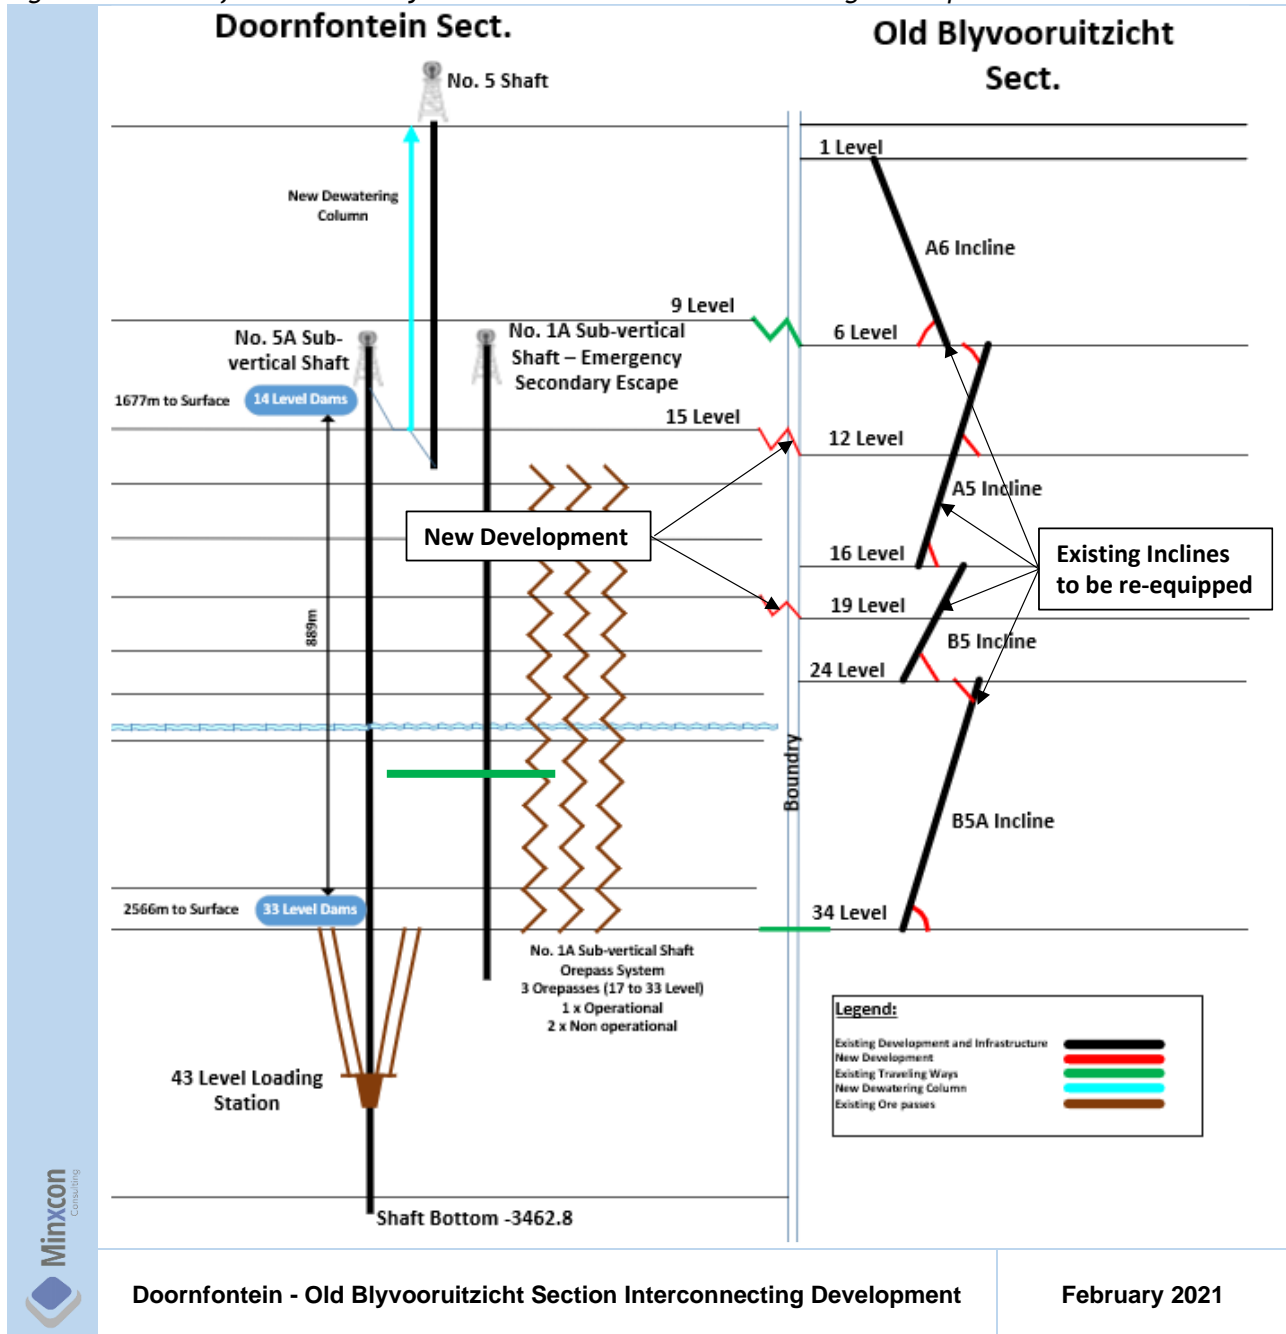 Doornfontein Sect.
Old Blyvooruitzicht
Sect.
No. 5 Shaft
1 Level
New Dewatering
Column
A6 Incline
9 Level
No. 5A Sub-
vertical Shaft
No. 1A Sub-vertical
Shaft – Emergency
Secondary Escape
6 Level
1677m to Surface
14 Level Dams
15 Level
12 Level
A5 Incline
New Development
16 Level
Existing Inclines
to be re-equipped
19 Level
889m
B5 Incline
24 Level
Boundry
B5A Incline
2566m to Surface
33 Level Dams
34 Level
No. 1A Sub-vertical Shaft
Orepass System
3 Orepasses (17 to 33 Level)
1 x Operational
2 x Non operational
Legend:
Existing Development and Infrastructure
New Development
Existing Traveling Ways
New Dewatering Column
Existing Ore passes
43 Level Loading
Station
Shaft Bottom -3462.8
Minxcon
Consulting
Doornfontein - Old Blyvooruitzicht Section Interconnecting Development
February 2021